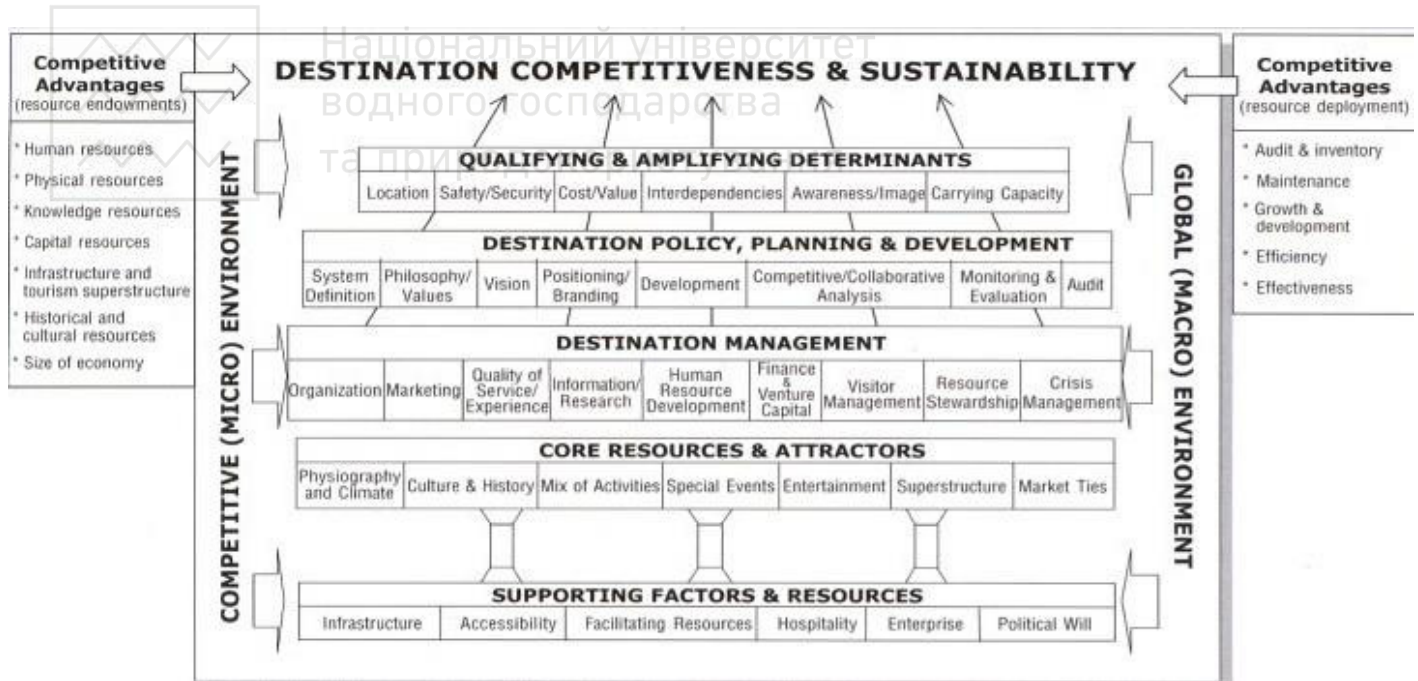 Національний університет
водного господарства
та природокористування
Competitive
Advantages
(resource endowments)
* Human resources
* Physical resources
* Knowledge resources
* Capital resources
* Infrastructure and
tourism superstructure
* Historical and
cultural resources
* Size of economy
DESTINATION COMPETITIVENESS & SUSTAINABILITY
COMPETITIVE (MICRO) ENVIRONMENT
QUALIFYING & AMPLIFYING DETERMINANTS
Location Safety/Security Cost/Value Interdependencies Awareness/Image Carrying Capacity
DESTINATION POLICY, PLANNING & DEVELOPMENT
System
Definition
Philosophy/
Values
Vision
Positioning/
Branding
Development
Competitive/Collaborative
Analysis
Monitoring &
Evaluation
Audit
DESTINATION MANAGEMENT
Organization
Marketing
Quality of
Service/
Experience
Information/
Research
Human
Resource
Development
Finance
&
Venture
Capital
Visitor
Management
Resource
Stewardship
Crisis
Management
CORE RESOURCES & ATTRACTORS
Physiography
and Climate
Culture & History
Mix of Activities
Special Events
Entertainment
Superstructure
Market Ties
SUPPORTING FACTORS & RESOURCES
Infrastructure Accessibility Facilitating Resources Hospitality Enterprise Political Will
GLOBAL (MACRO) ENVIRONMENT
Competitive
Advantages
(resource deployment)
* Audit & inventory
* Maintenance
* Growth &
development
* Efficiency
* Effectiveness